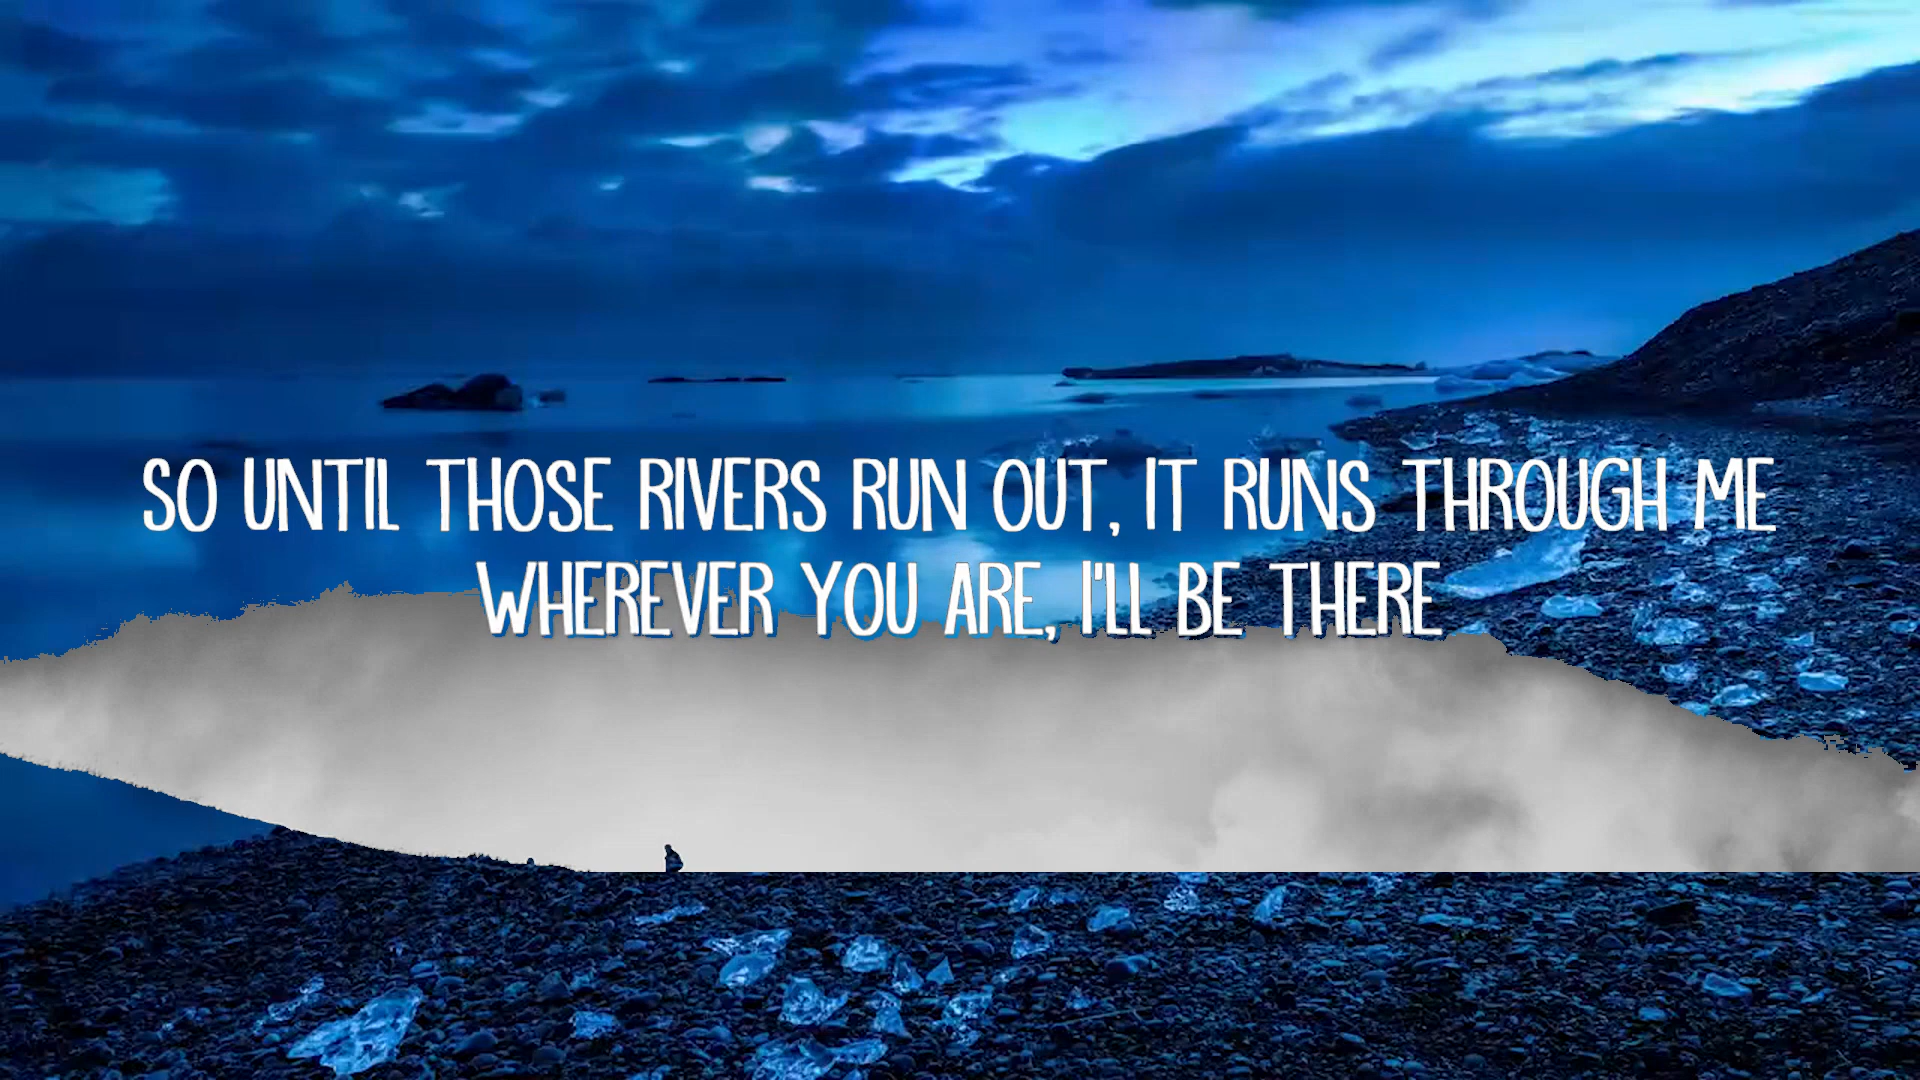 SO UNTIL THOSE RIVERS RUN OUT, IT RUNS THROUGH ME
WHEREVER YOU ARE, I'LL BE THERE